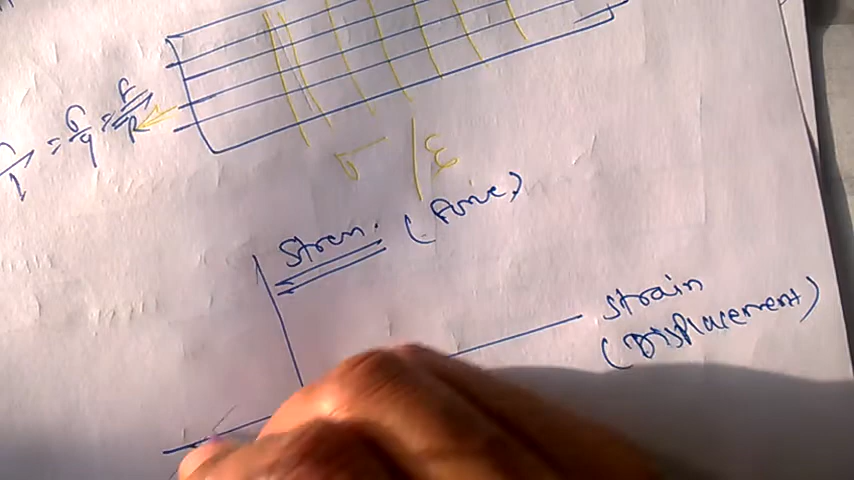 σ | ε
Stress (Force)
Strain
(Displacement)